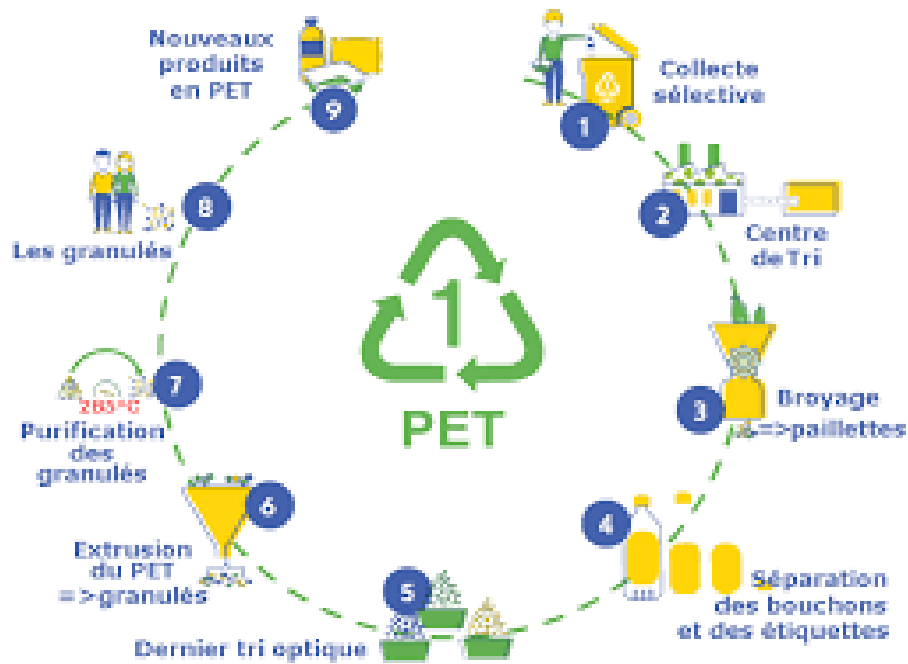 1
Collecte
sélective
2
Centre
de Tri
3
Broyage
=>paillettes
4
Séparation
des bouchons
et des étiquettes
5
Dernier tri optique
6
Extrusion
du PET
=>granulés
7
285°C
Purification
des
granulés
8
Les granulés
9
Nouveaux
produits
en PET
1
PET